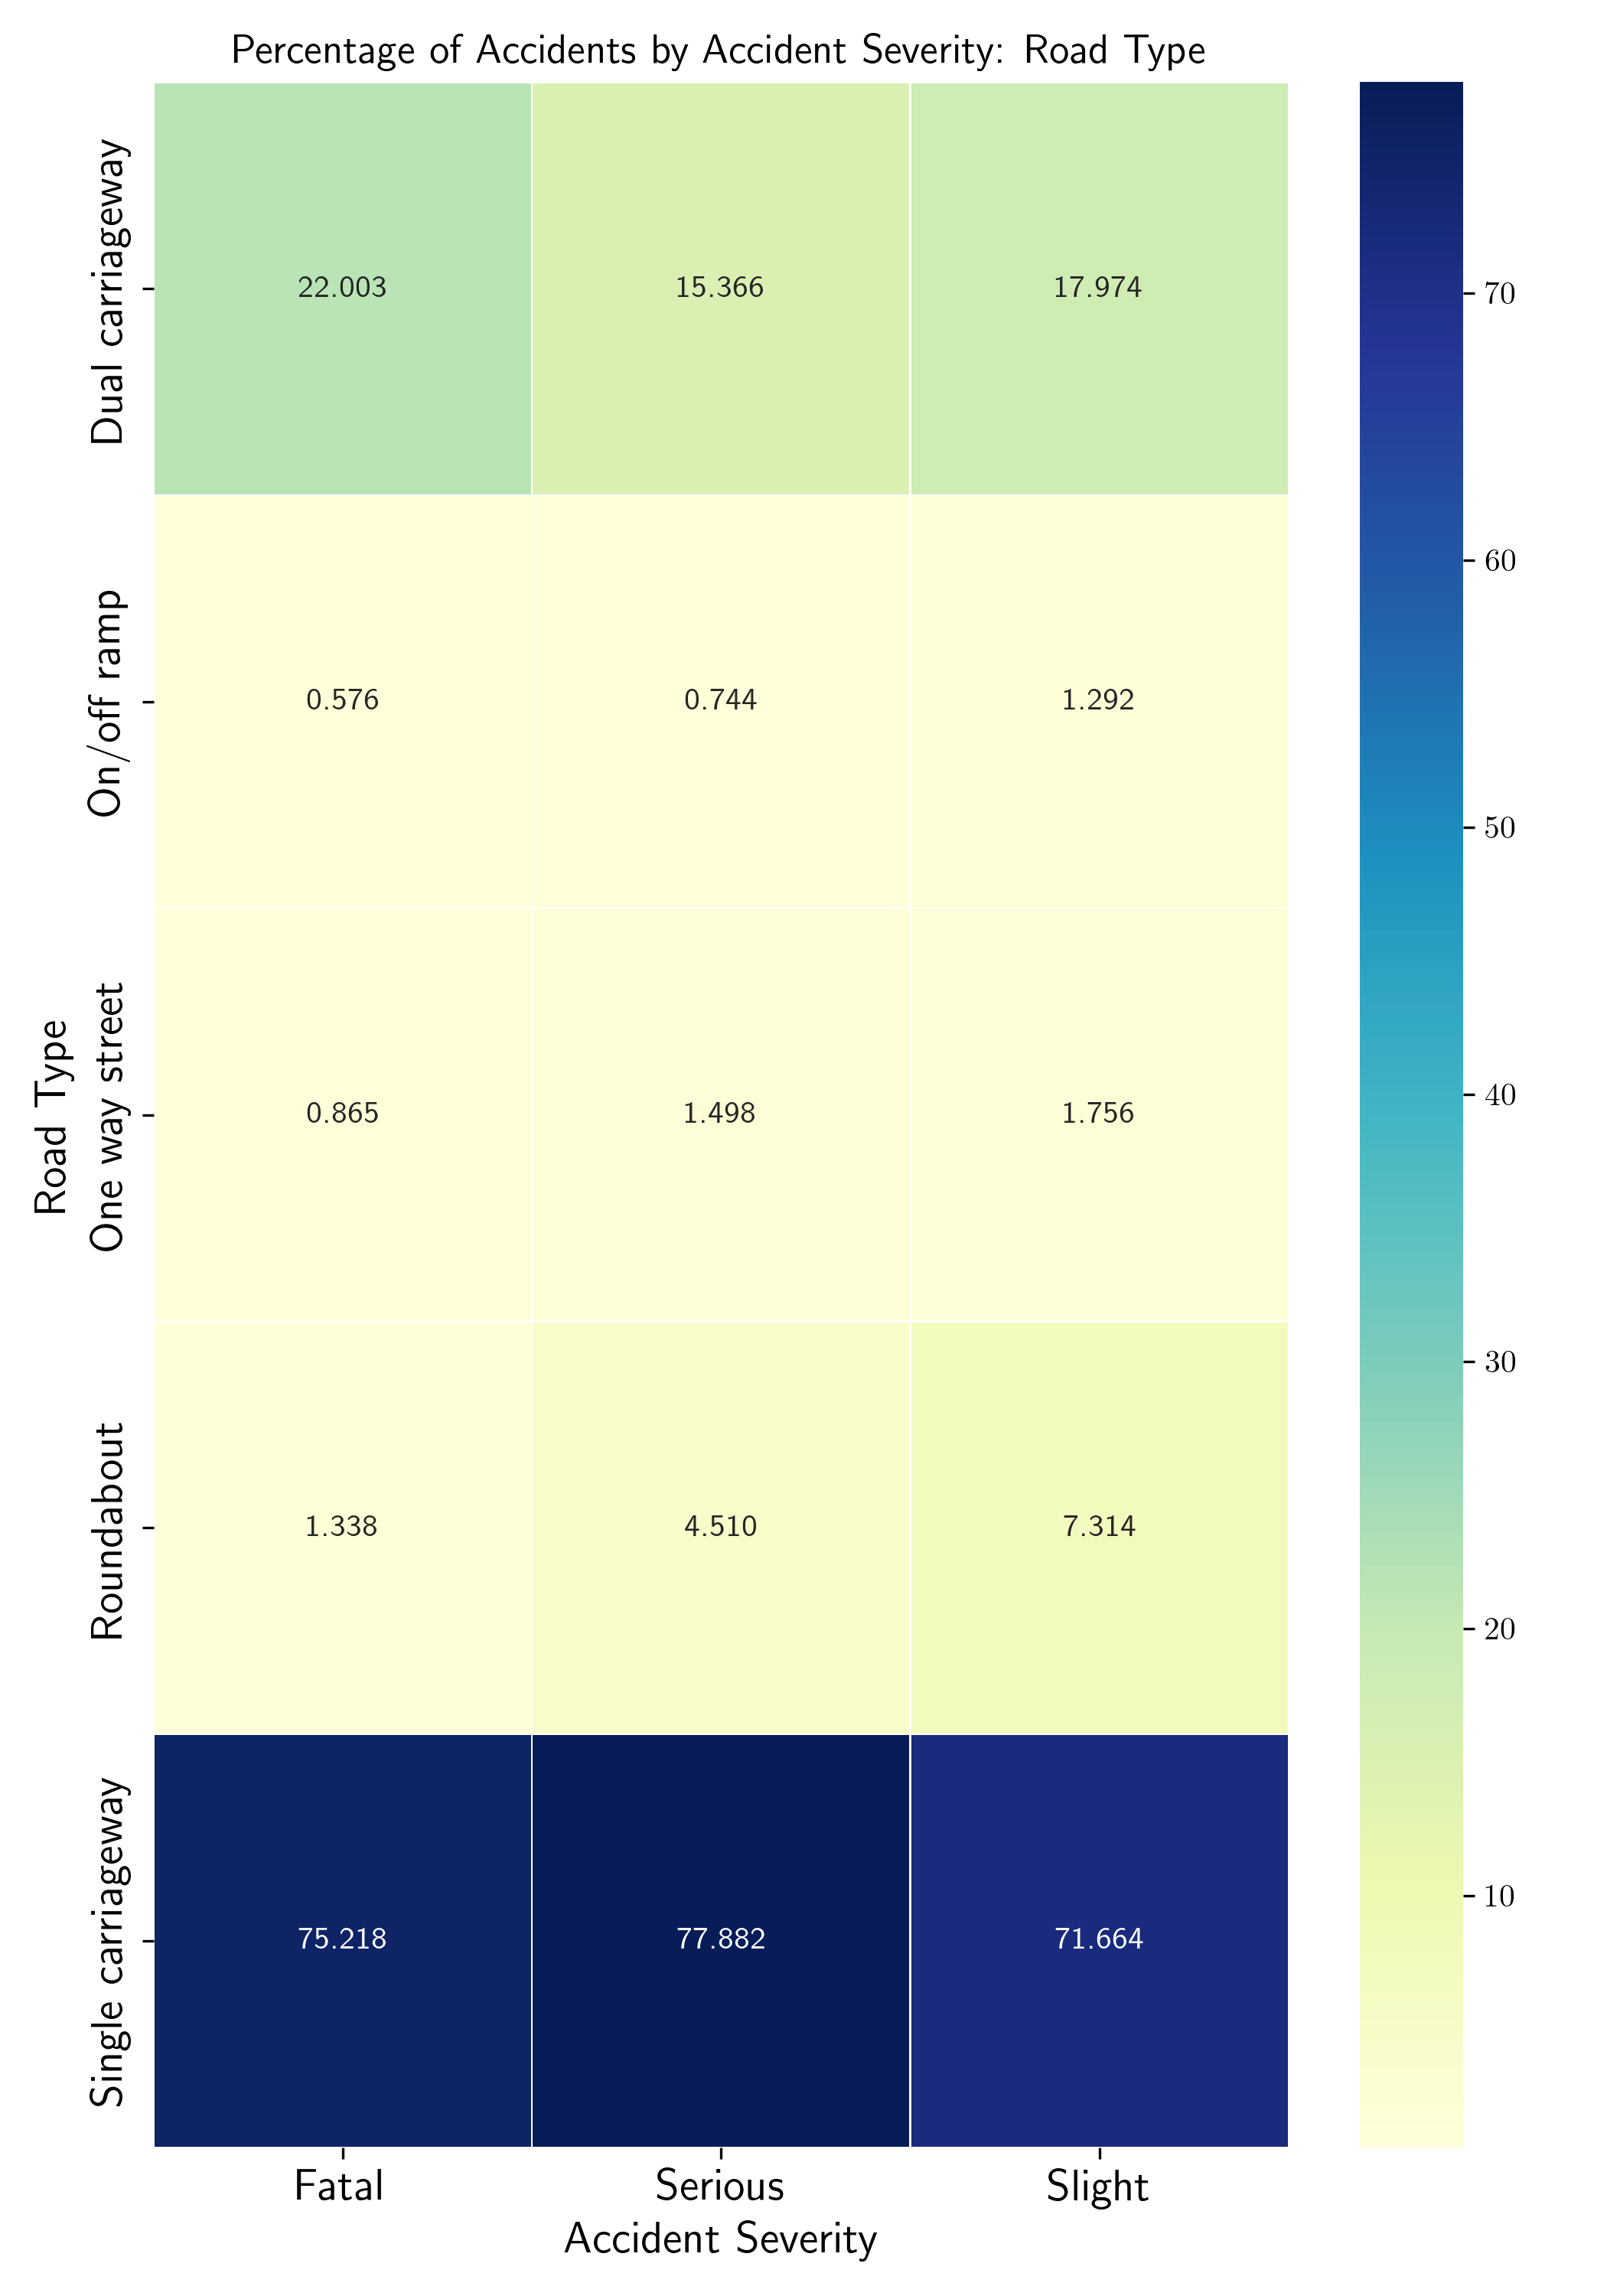 Percentage of Accidents by Accident Severity: Road Type
Road Type
Dual carriageway
22.003 15.366 17.974
On/off ramp
0.576 0.744 1.292
One way street
0.865 1.498 1.756
Roundabout
1.338 4.510 7.314
Single carriageway
75.218 77.882 71.664
Fatal Serious Slight
Accident Severity
70
60
50
40
30
20
10